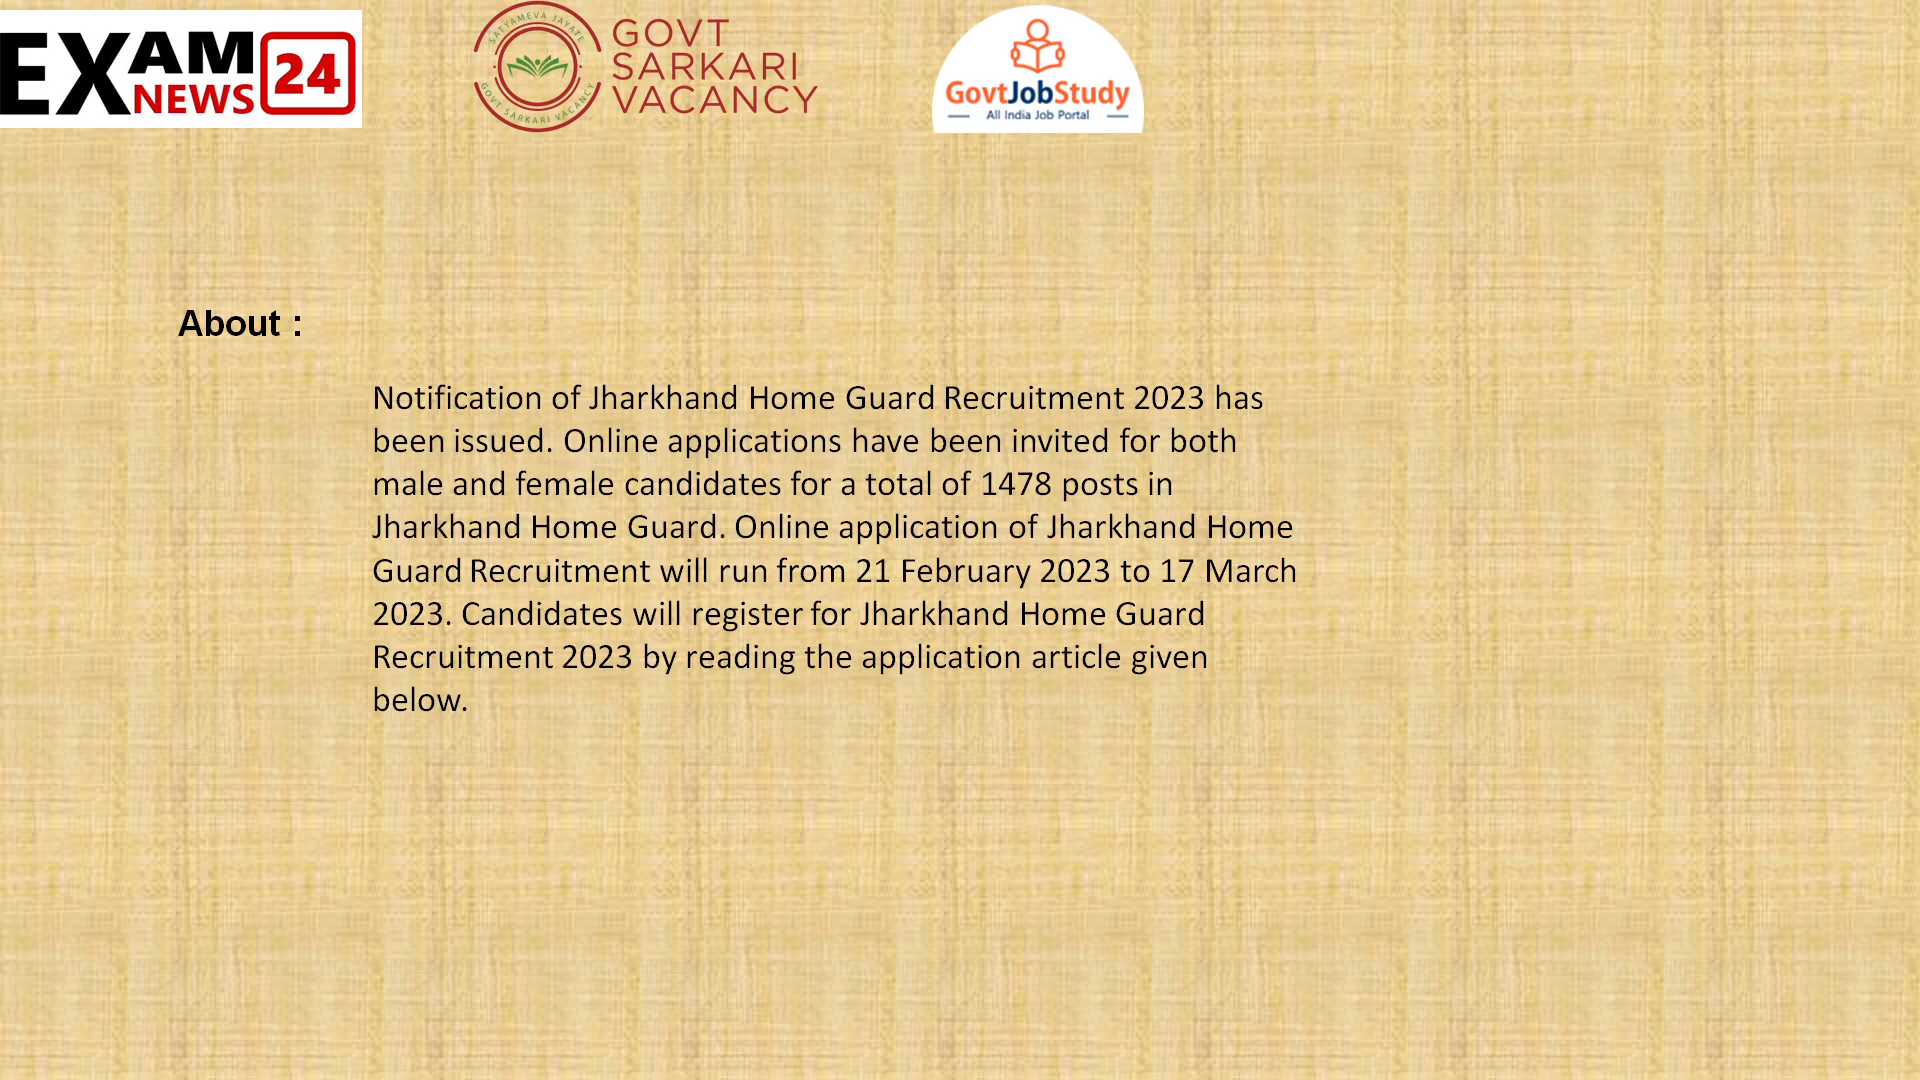 EXAM
NEWS 24
SATYAMEVA JAYATE
GOVT SARKARI VACANCY
GOVT
SARKARI
VACANCY
GovtJobStudy
All India Job Portal
About :
Notification of Jharkhand Home Guard Recruitment 2023 has
been issued. Online applications have been invited for both
male and female candidates for a total of 1478 posts in
Jharkhand Home Guard. Online application of Jharkhand Home
Guard Recruitment will run from 21 February 2023 to 17 March
2023. Candidates will register for Jharkhand Home Guard
Recruitment 2023 by reading the application article given
below.